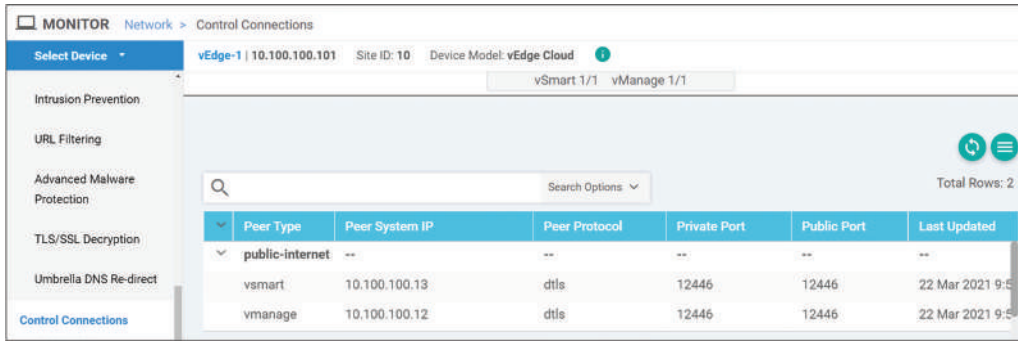 MONITOR Network > Control Connections
Select Device vEdge-1 | 10.100.100.101 Site ID: 10 Device Model: vEdge Cloud i
vSmart 1/1 vManage 1/1
Intrusion Prevention
URL Filtering
Advanced Malware
Protection
Search Options Total Rows: 2
TLS/SSL Decryption
Peer Type Peer System IP Peer Protocol Private Port Public Port Last Updated
public-internet -- -- -- -- --
Umbrella DNS Re-direct
vsmart 10.100.100.13 dtls 12446 12446 22 Mar 2021 9:5
Control Connections
vmanage 10.100.100.12 dtls 12446 12446 22 Mar 2021 9:5